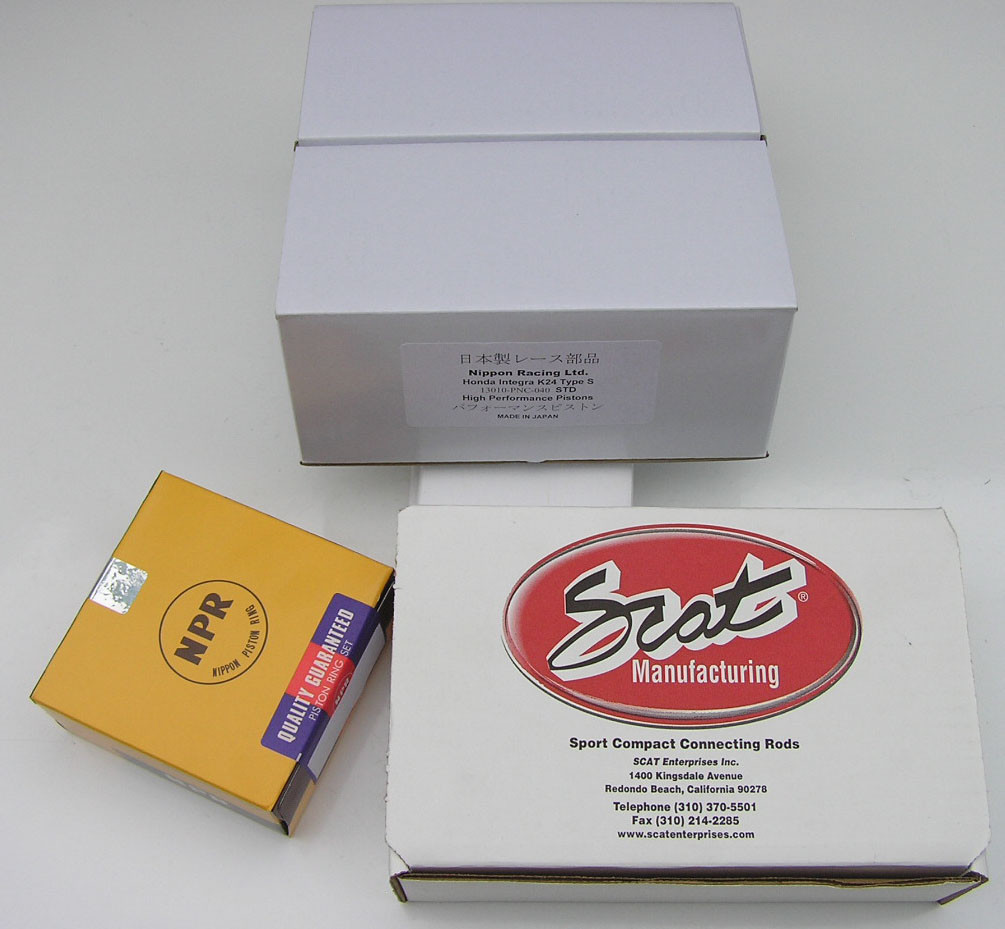 日本製レース部品
Nippon Racing Ltd.
Honda Integra K24 Type S
13010-PNC-040 STD
High Performance Pistons
パフォーマンスピストン
MADE IN JAPAN
NPR
NIPPON PISTON RING
QUALITY GUARANTEED
PISTON RING SET
Scat®
Manufacturing
Sport Compact Connecting Rods
SCAT Enterprises Inc.
1400 Kingsdale Avenue
Redondo Beach, California 90278
Telephone (310) 370-5501
Fax (310) 214-2285
www.scatenterprises.com